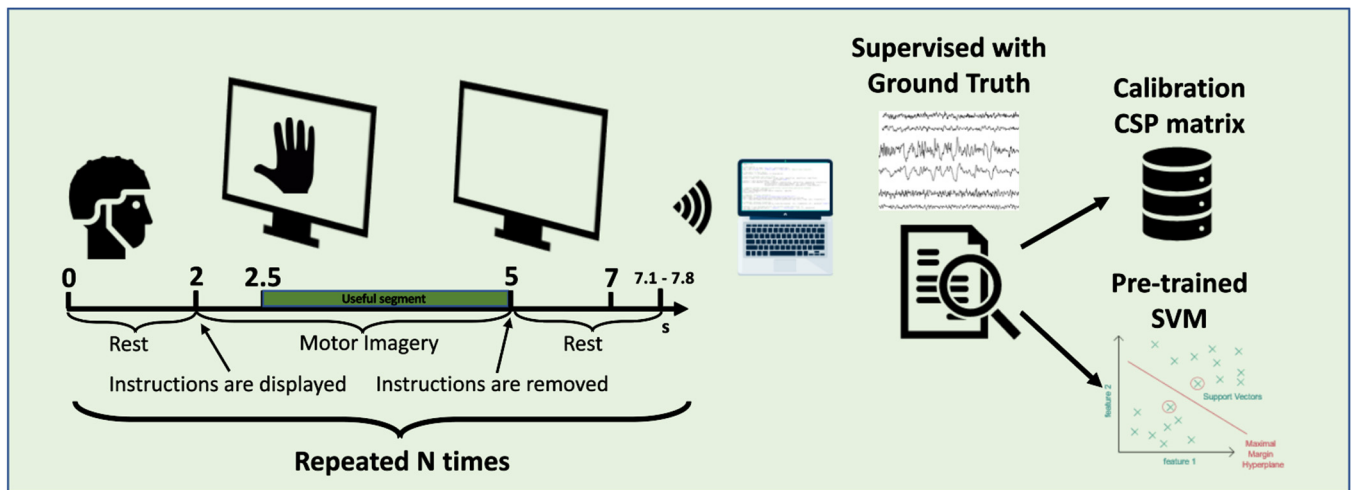 Supervised with
Ground Truth
Calibration
CSP matrix
0
2
2.5
5
7
7.1 - 7.8
Useful segment
s
Rest
Motor Imagery
Rest
Instructions are displayed
Instructions are removed
Repeated N times
Pre-trained
SVM
feature 2
Support Vectors
Maximal
Margin
Hyperplane
feature 1